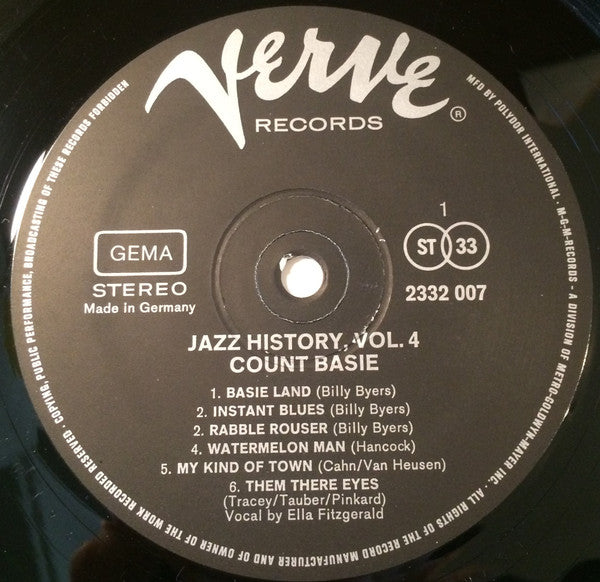 Verve
®
RECORDS
GEMA
STEREO
Made in Germany
1
ST 33
2332 007
JAZZ HISTORY, VOL. 4
COUNT BASIE
1. BASIE LAND (Billy Byers)
2. INSTANT BLUES (Billy Byers)
2. RABBLE ROUSER (Billy Byers)
4. WATERMELON MAN (Hancock)
5. MY KIND OF TOWN (Cahn/Van Heusen)
6. THEM THERE EYES
(Tracey/Tauber/Pinkard)
Vocal by Ella Fitzgerald
MFD BY POLYDOR INTERNATIONAL · M-G-M-RECORDS - A DIVISION OF METRO-GOLDWYN-MAYER INC. · ALL RIGHTS OF THE RECORD MANUFACTURER AND OF OWNER OF THE WORK RECORDED RESERVED · COPYING, PUBLIC PERFORMANCE, BROADCASTING OF THESE RECORDS FORBIDDEN